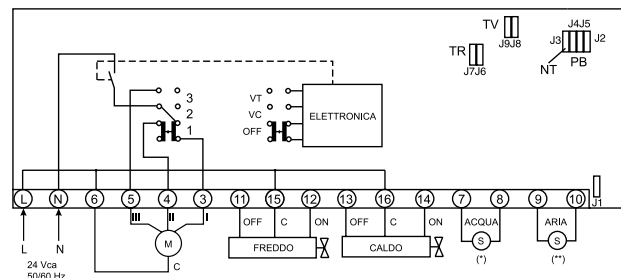 TV
J9J8
J4J5
J3
J2
TR
J7J6
NT
PB
3
2
1
VT
VC
OFF
ELETTRONICA
L N 6 5 4 3 11 15 12 13 16 14 7 8 9 10
J1
III II I
OFF C ON OFF C ON ACQUA ARIA
L N
M
FREDDO
CALDO
S
S
C
(*)
(**)
24 Vca
50/60 Hz